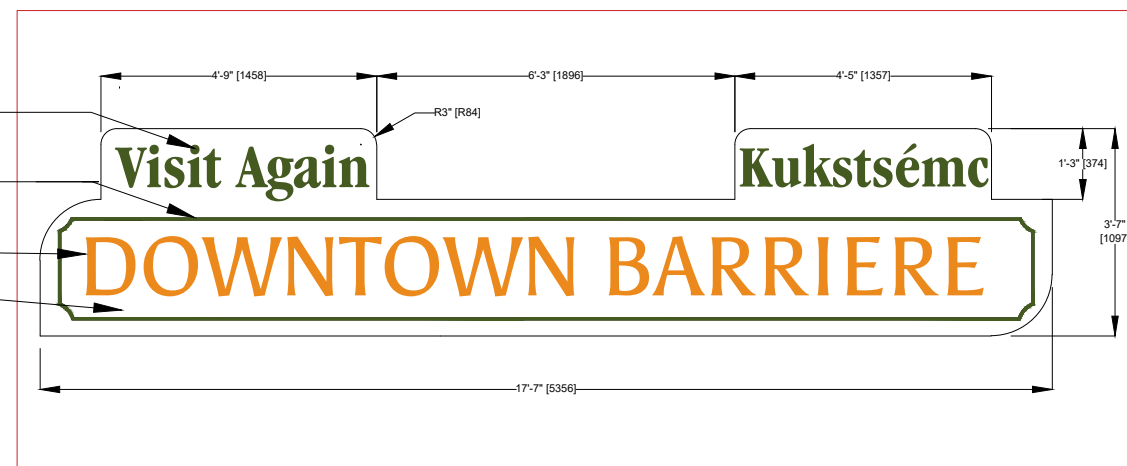 4'-9" [1458] 6'-3" [1896] 4'-5" [1357]
R3" [R84]
Visit Again Kukstsémc
1'-3" [374]
3'-7"
[1097
DOWNTOWN BARRIERE
17'-7" [5356]